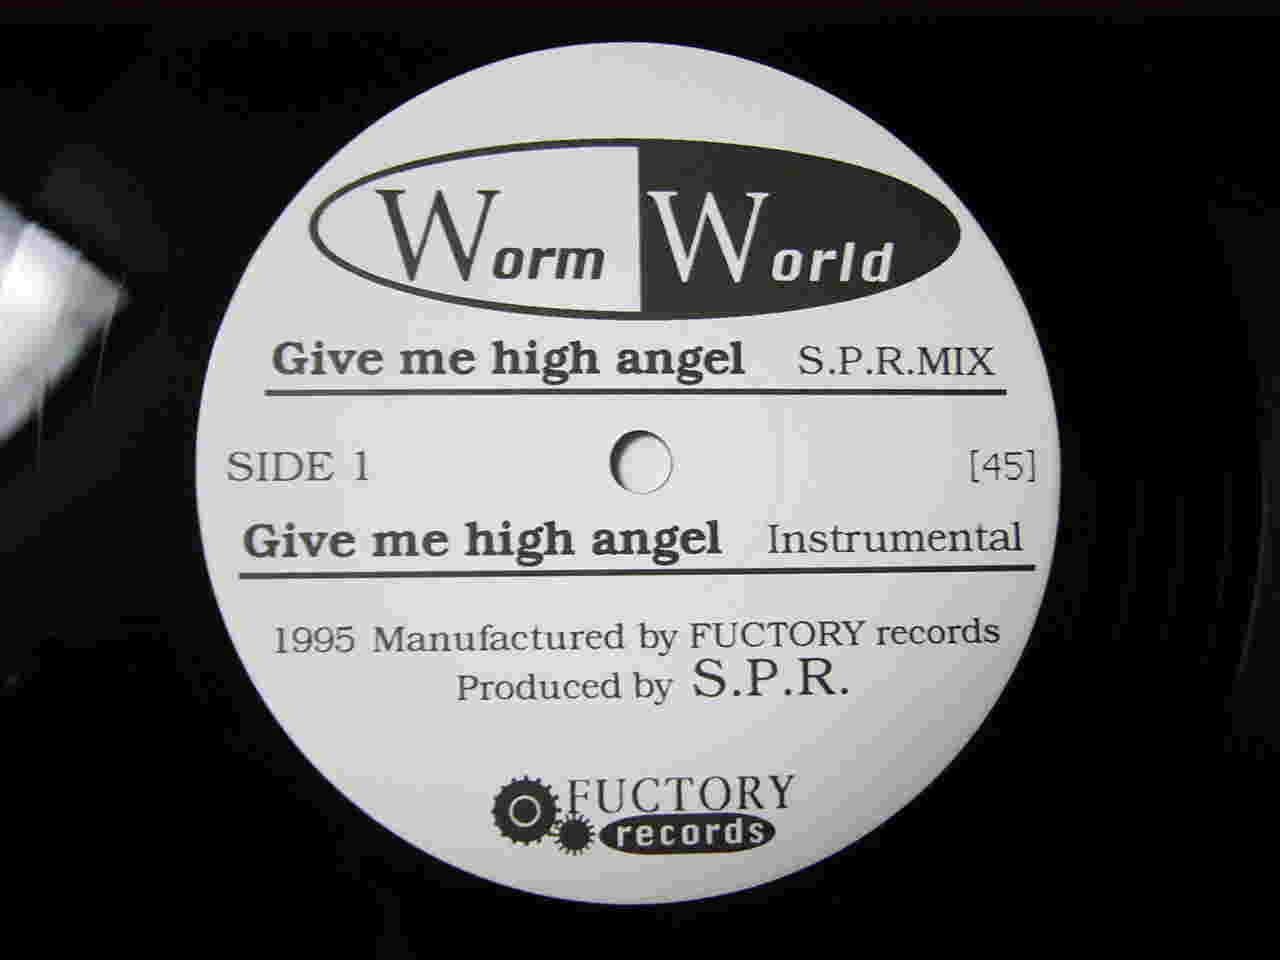 Worm World
Give me high angel S.P.R.MIX
SIDE 1 [45]
Give me high angel Instrumental
1995 Manufactured by FUCTORY records
Produced by S.P.R.
FUCTORY
records